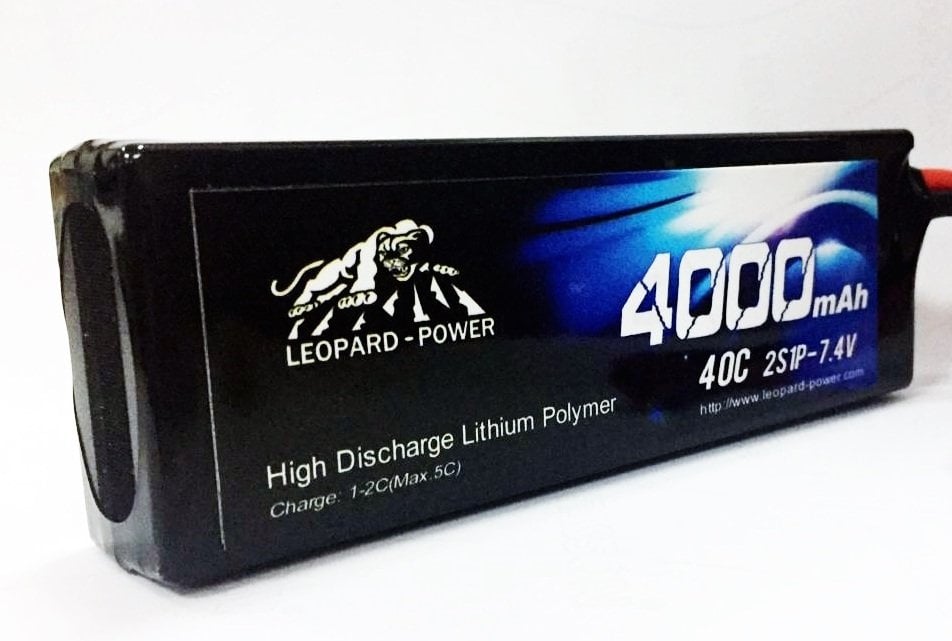 LEOPARD-POWER
4000mAh
40C 2S1P-7.4V
http://www.leopard-power.com
High Discharge Lithium Polymer
Charge: 1-2C(Max.5C)